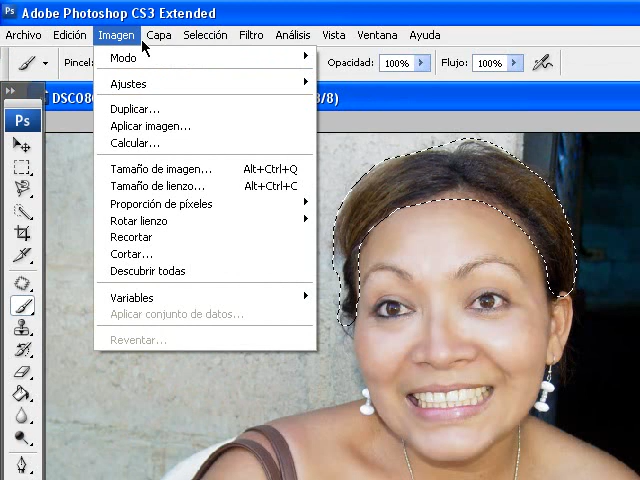 Ps Adobe Photoshop CS3 Extended
Archivo Edición Imagen Capa Selección Filtro Análisis Vista Ventana Ayuda
Pincel: Opacidad: 100% Flujo: 100%
Modo
Ajustes
Duplicar...
Aplicar imagen...
Calcular...
Tamaño de imagen... Alt+Ctrl+Q
Tamaño de lienzo... Alt+Ctrl+C
Proporción de píxeles
Rotar lienzo
Recortar
Cortar...
Descubrir todas
Variables
Aplicar conjunto de datos...
Reventar...
DSC08 /8)
Ps